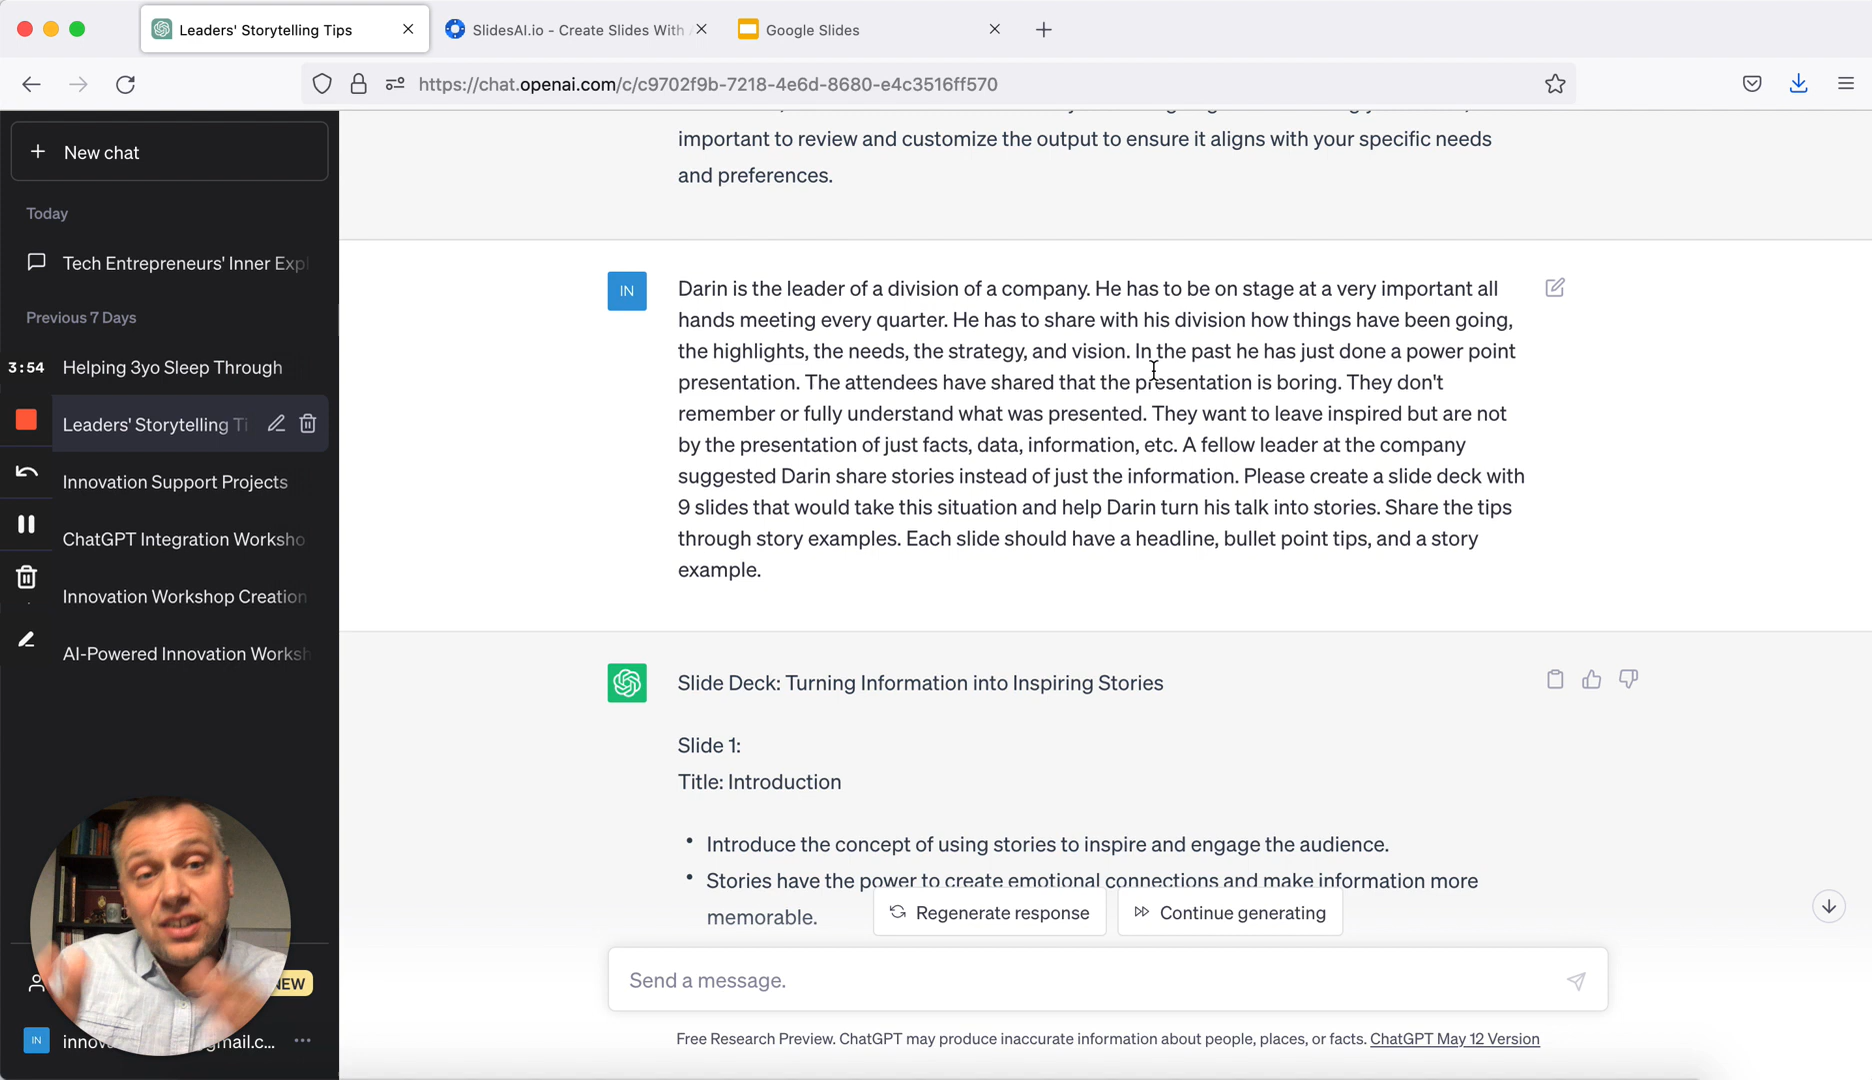 Leaders' Storytelling Tips
SlidesAI.io - Create Slides With
Google Slides
https://chat.openai.com/c/c9702f9b-7218-4e6d-8680-e4c3516ff570
New chat
Today
Tech Entrepreneurs' Inner Expl
Previous 7 Days
3:54
Helping 3yo Sleep Through
Leaders' Storytelling Ti
Innovation Support Projects
ChatGPT Integration Worksho
Innovation Workshop Creation
AI-Powered Innovation Worksh
NEW
IN
innov
mail.c...
important to review and customize the output to ensure it aligns with your specific needs
and preferences.
IN
Darin is the leader of a division of a company. He has to be on stage at a very important all
hands meeting every quarter. He has to share with his division how things have been going,
the highlights, the needs, the strategy, and vision. In the past he has just done a power point
presentation. The attendees have shared that the presentation is boring. They don't
remember or fully understand what was presented. They want to leave inspired but are not
by the presentation of just facts, data, information, etc. A fellow leader at the company
suggested Darin share stories instead of just the information. Please create a slide deck with
9 slides that would take this situation and help Darin turn his talk into stories. Share the tips
through story examples. Each slide should have a headline, bullet point tips, and a story
example.
Slide Deck: Turning Information into Inspiring Stories
Slide 1:
Title: Introduction
• Introduce the concept of using stories to inspire and engage the audience.
• Stories have the power to create emotional connections and make information more
memorable.
Regenerate response
Continue generating
Send a message.
Free Research Preview. ChatGPT may produce inaccurate information about people, places, or facts. ChatGPT May 12 Version